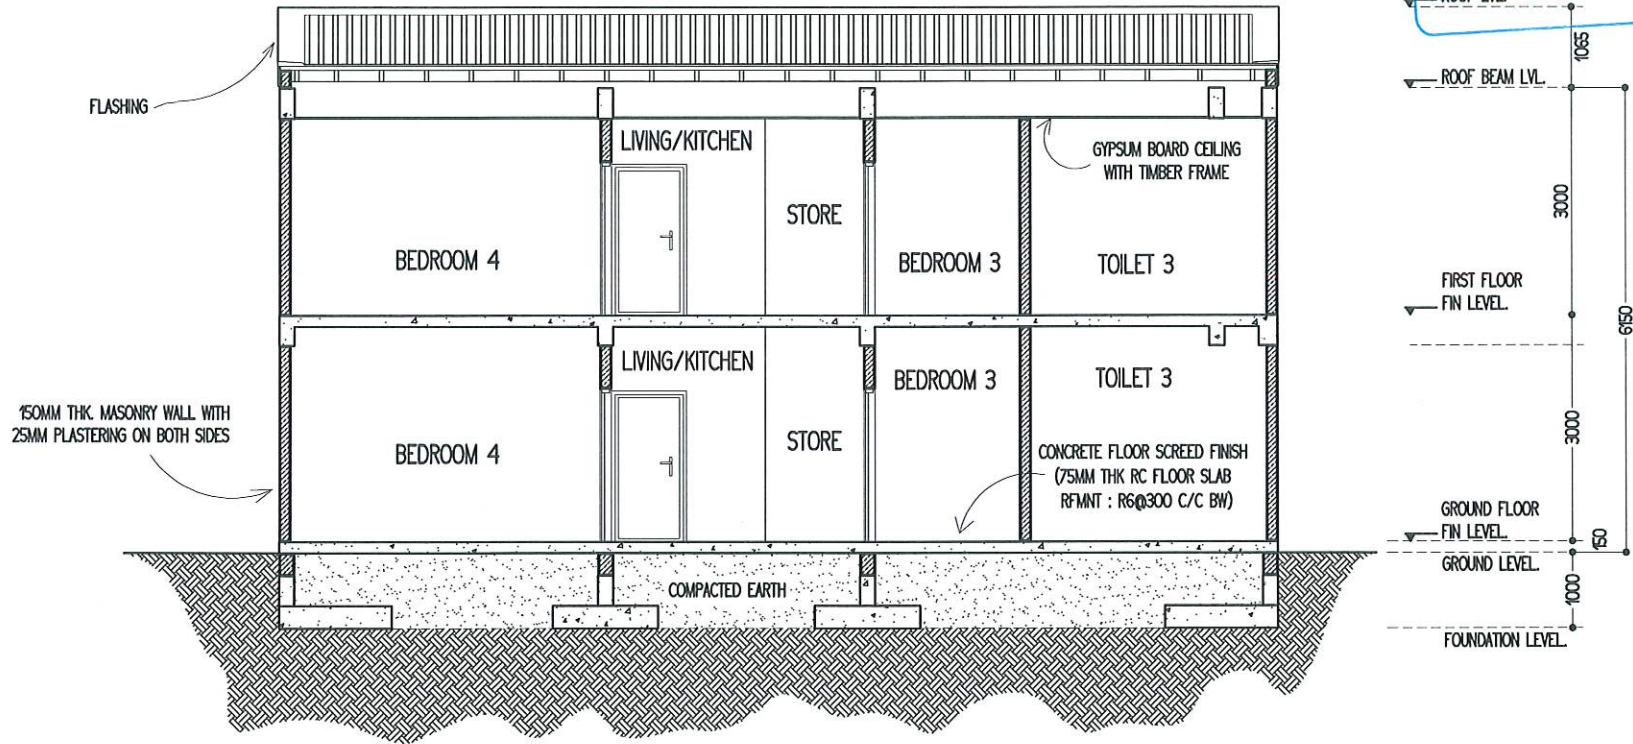 ROOF BEAM LVL.
1065
FLASHING
LIVING/KITCHEN
GYPSUM BOARD CEILING
WITH TIMBER FRAME
STORE
3000
BEDROOM 4
BEDROOM 3
TOILET 3
FIRST FLOOR
FIN LEVEL.
6150
LIVING/KITCHEN
BEDROOM 3
TOILET 3
150MM THK. MASONRY WALL WITH
25MM PLASTERING ON BOTH SIDES
STORE
3000
BEDROOM 4
CONCRETE FLOOR SCREED FINISH
(75MM THK RC FLOOR SLAB
RFMNT : R6@300 C/C BW)
GROUND FLOOR
FIN LEVEL.
150
GROUND LEVEL.
COMPACTED EARTH
1000
FOUNDATION LEVEL.